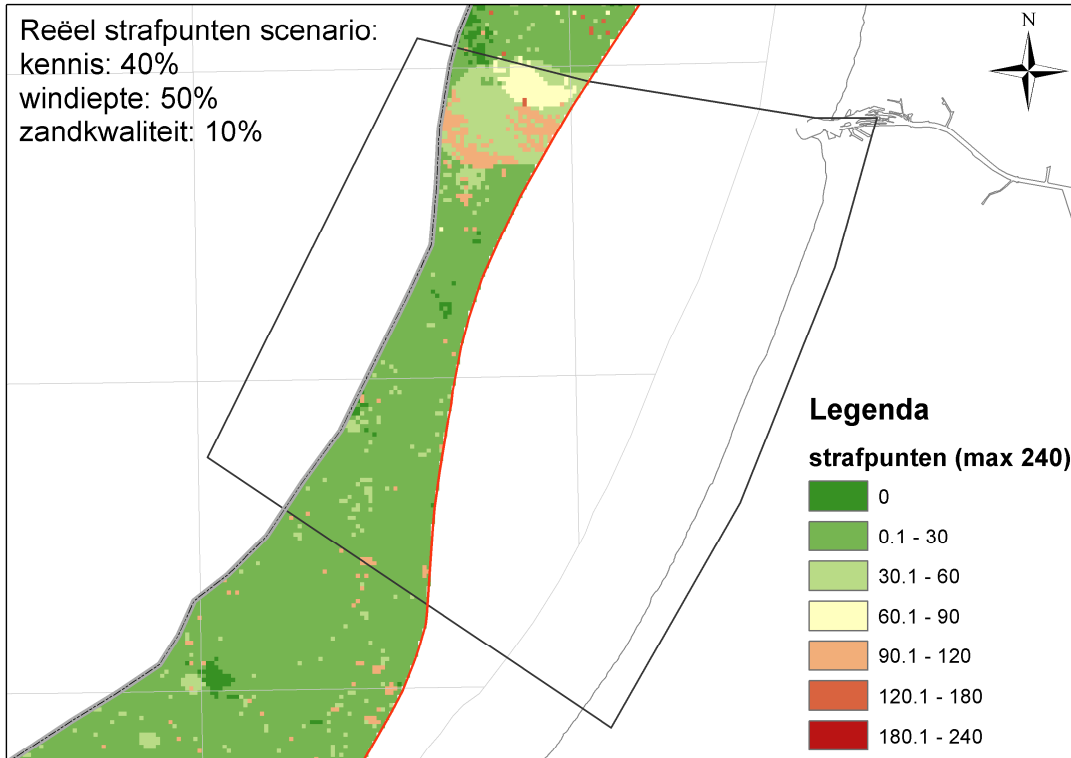 Reëel strafpunten scenario:
kennis: 40%
windiepte: 50%
zandkwaliteit: 10%
N
Legenda
strafpunten (max 240)
0
0.1 - 30
30.1 - 60
60.1 - 90
90.1 - 120
120.1 - 180
180.1 - 240